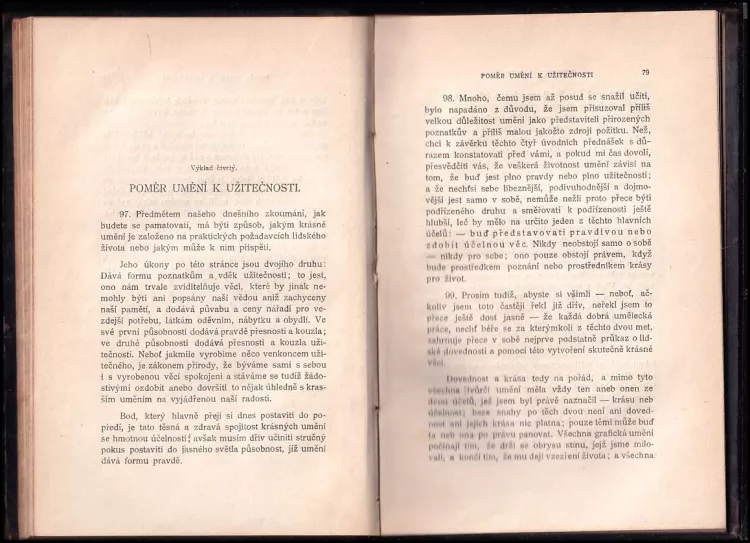 Výklad čtvrtý.
POMĚR UMĚNÍ K UŽITEČNOSTI.
97. Předmětem našeho dnešního zkoumání, jak
budete se pamatovati, má býti způsob, jakým krásné
umění je založeno na praktických požadavcích lidského
života nebo jakým může k nim přispěti.
Jeho úkony po této stránce jsou dvojího druhu:
Dává formu poznatkům a vděk užitečnosti; to jest,
ono nám trvale zviditelňuje věci, které by jinak ne-
mohly býti ani popsány naší vědou aniž zachyceny
naší pamětí, a dodává půvabu a ceny nářadí pro ve-
zdejší potřebu, látkám oděvním, nábytku a obydlí. Ve
své prvni působnosti dodává pravdě přesnosti a kouzla;
ve druhé působnosti dodává přesnosti a kouzla uži-
tečnosti. Neboť jakmile vyrobíme něco venkoncem uži-
tečného, je zákonem přírody, že býváme sami s sebou
i s vyrobenou věcí spokojeni a stáváme se tudíž žádo-
stivými ozdobit anebo dovršiti to nějak úhledně s kras-
ším uměním na vyjádřenou naší radosti.
Bod, který hlavně přeji si dnes postaviti do po-
předí, je tato těsná a zdravá spojitost krásných umění
se hmotnou účelností; avšak musím dřív učiniti stručný
pokus postaviti do jasného světla působnost, jíž umění
dává formu pravdě.
POMĚR UMĚNÍ K UŽITEČNOSTI 79
98. Mnoho, čemu jsem až posud se snažil učiti,
bylo napadáno z důvodu, že jsem přisuzoval příliš
velkou důležitost umění jako představiteli přirozených
poznatků a příliš malou jakožto zdroji požitku. Než,
chci k závěrku těchto čtyř úvodních přednášek s dů-
razem konstatovati před vámi, a pokud mi čas dovolí,
přesvědčiti vás, že veškerá životnost umění závisí na
tom, že buď jest plno pravdy nebo plno užitečnosti;
a že nechť si sebe líbeznější, podivuhodnější a dojmo-
vější jest samo v sobě, nemůže nežli proto přece býti
podřízeného druhu a směřovati k podřízenosti ještě
hlubší, leč by mělo na určito jeden z těchto hlavních
účelů: — buď představovati pravdivou nebo
zdobit účelnou věc. Nikdy neobstojí samo o sobě
— nikdy pro sebe; ono pouze obstojí právem, když
bude prostředkem poznání nebo prostředníkem krásy
pro život.
99. Prosím tudíž, abyste si všimli — neboť, ač-
koliv jsem toto častěji řekl již dřív, neřekl jsem to
přece ještě dost jasně — že každá dobrá umělecká
práce, nechť béře se za kterýmkoli z těchto dvou met,
zahrnuje přece v sobě nejprve podstatně průkaz o lid-
ské dovednosti a pomocí této vytvoření skutečně krásné
věci.
Dovednost a krása tedy na pořád, a mimo tyto
všechna tvůrčí umění měla vždy ten aneb onen ze
dvou účelů, jež jsem byl právě naznačil — krásu neb
účelnost; beze snahy po těch dvou není ani doved-
nost ani jejich krása nic platna; pouze těmi může buď
ta neb ona po právu panovat. Všechna grafická umění
počínají tím, že drží se obrysu stínu, jejž jsme milo-
vali, a končí tím, že mu dají vzezření života; a všechna